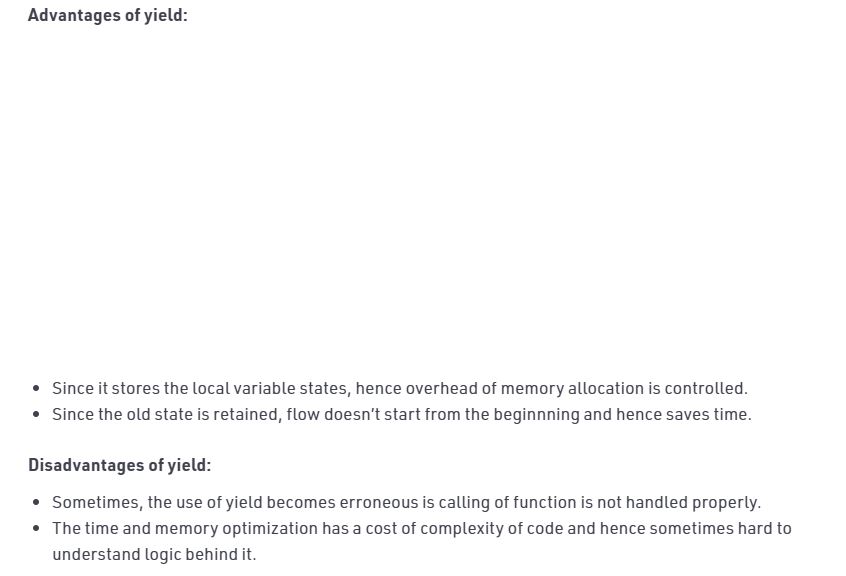 Advantages of yield:
• Since it stores the local variable states, hence overhead of memory allocation is controlled.
• Since the old state is retained, flow doesn't start from the beginnning and hence saves time.
Disadvantages of yield:
• Sometimes, the use of yield becomes erroneous is calling of function is not handled properly.
• The time and memory optimization has a cost of complexity of code and hence sometimes hard to
understand logic behind it.